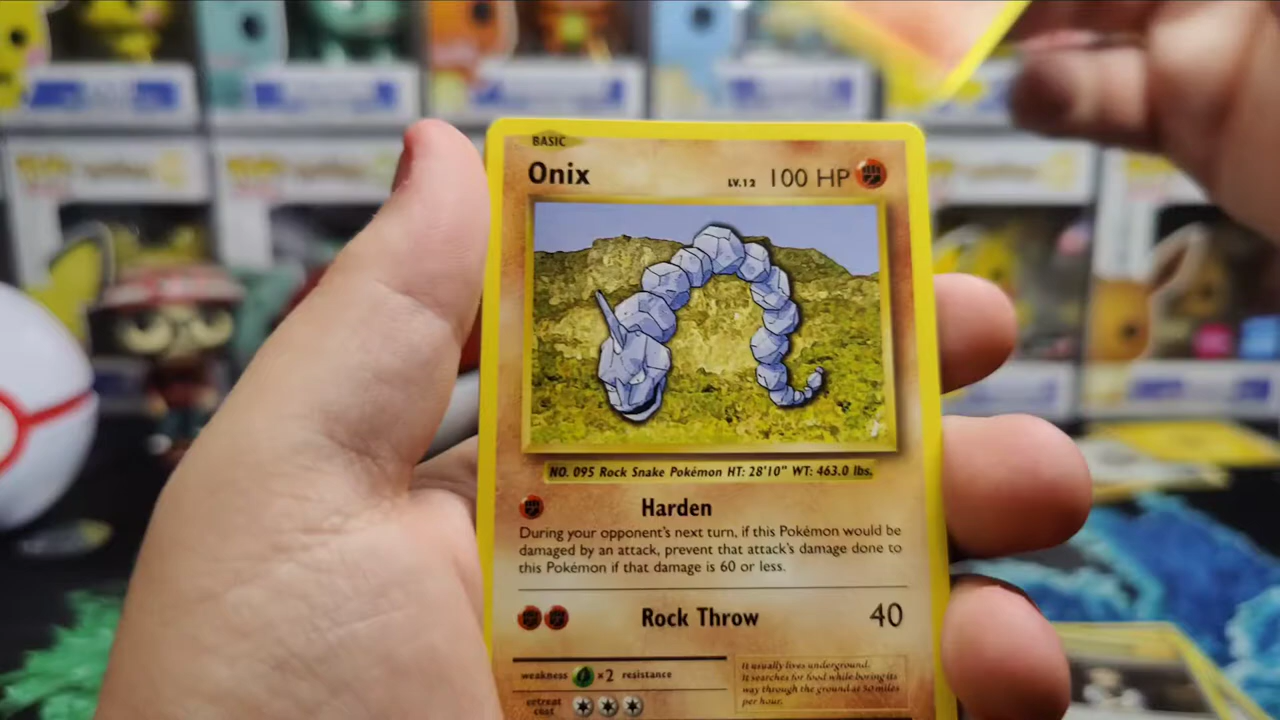 BASIC
Onix LV.12 100 HP
NO. 095 Rock Snake Pokémon HT: 28'10" WT: 463.0 lbs.
Harden
During your opponent's next turn, if this Pokémon would be
damaged by an attack, prevent that attack's damage done to
this Pokémon if that damage is 60 or less.
Rock Throw 40
weakness ×2 resistance
retreat
cost
It usually lives underground.
It searches for food while boring its
way through the ground at 50 miles
per hour.